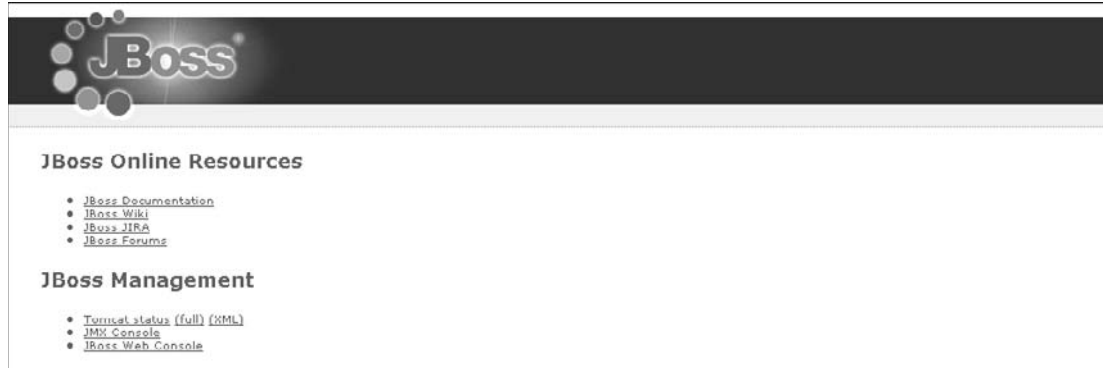 JBoss
JBoss Online Resources
JBoss Documentation
JBoss Wiki
JBoss JIRA
JBoss Forums
JBoss Management
Tomcat status (full) (XML)
JMX Console
JBoss Web Console